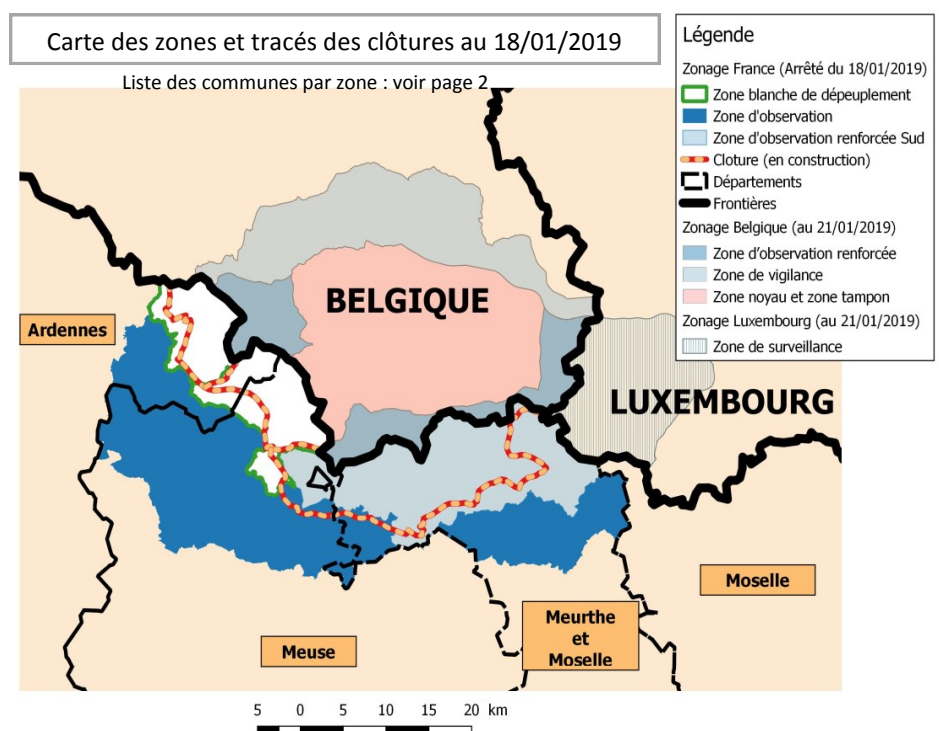 Carte des zones et tracés des clôtures au 18/01/2019
Liste des communes par zone : voir page 2
Légende
Zonage France (Arrêté du 18/01/2019)
Zone blanche de dépeuplement
Zone d'observation
Zone d'observation renforcée Sud
Cloture (en construction)
Départements
Frontières
Zonage Belgique (au 21/01/2019)
Zone d'observation renforcée
Zone de vigilance
Zone noyau et zone tampon
Zonage Luxembourg (au 21/01/2019)
Zone de surveillance
BELGIQUE
Ardennes
LUXEMBOURG
Moselle
Meurthe
et
Moselle
Meuse
5 0 5 10 15 20 km